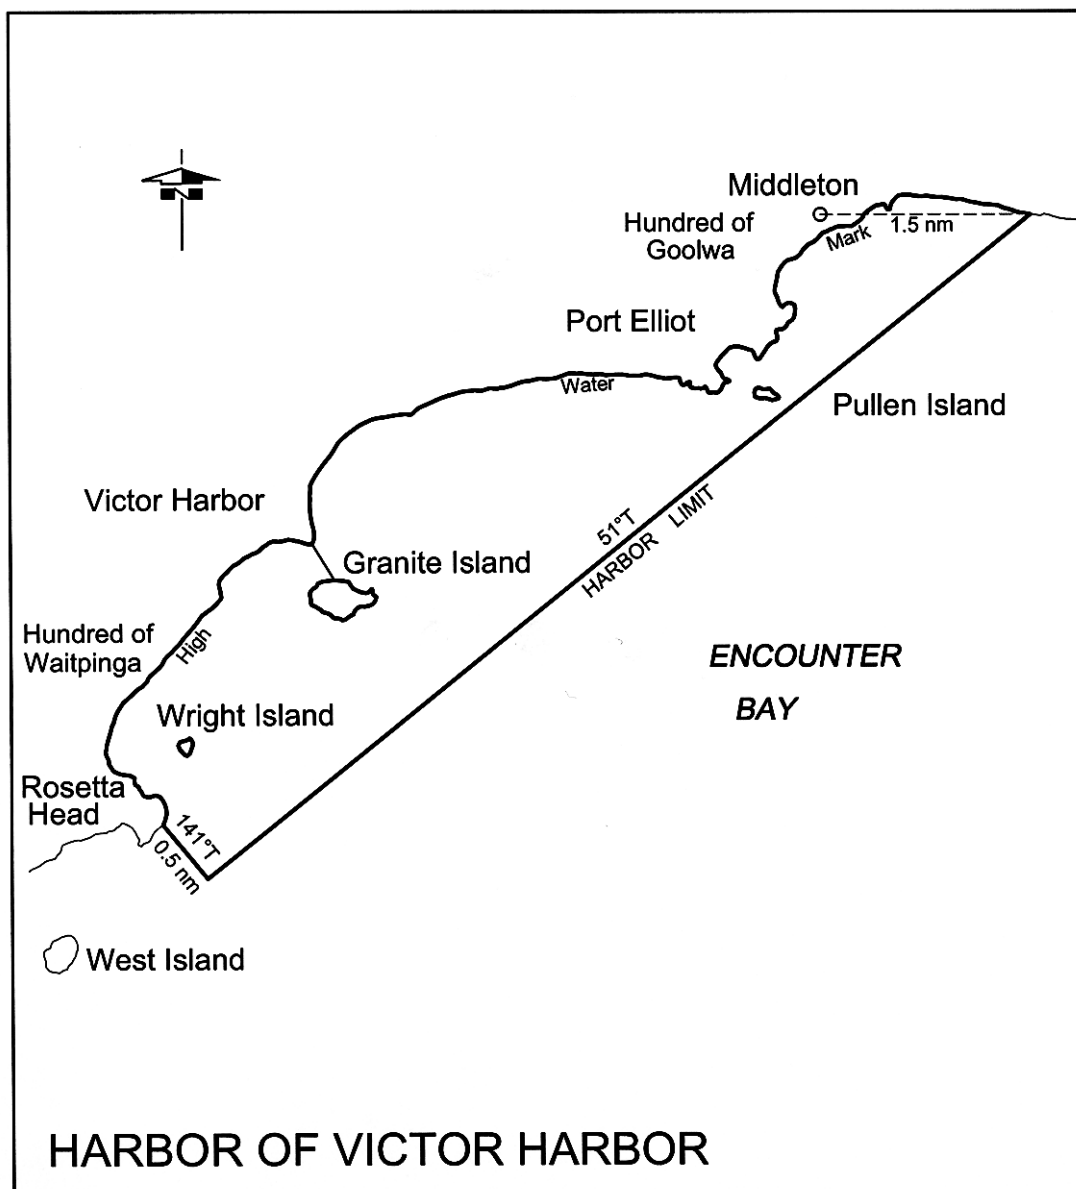 N
Middleton
Hundred of
Goolwa
Mark
1.5 nm
Port Elliot
Water
Pullen Island
Victor Harbor
51°T
HARBOR LIMIT
Granite Island
Hundred of
Waitpinga
High
ENCOUNTER
BAY
Wright Island
Rosetta
Head
141°T
0.5 nm
West Island
HARBOR OF VICTOR HARBOR